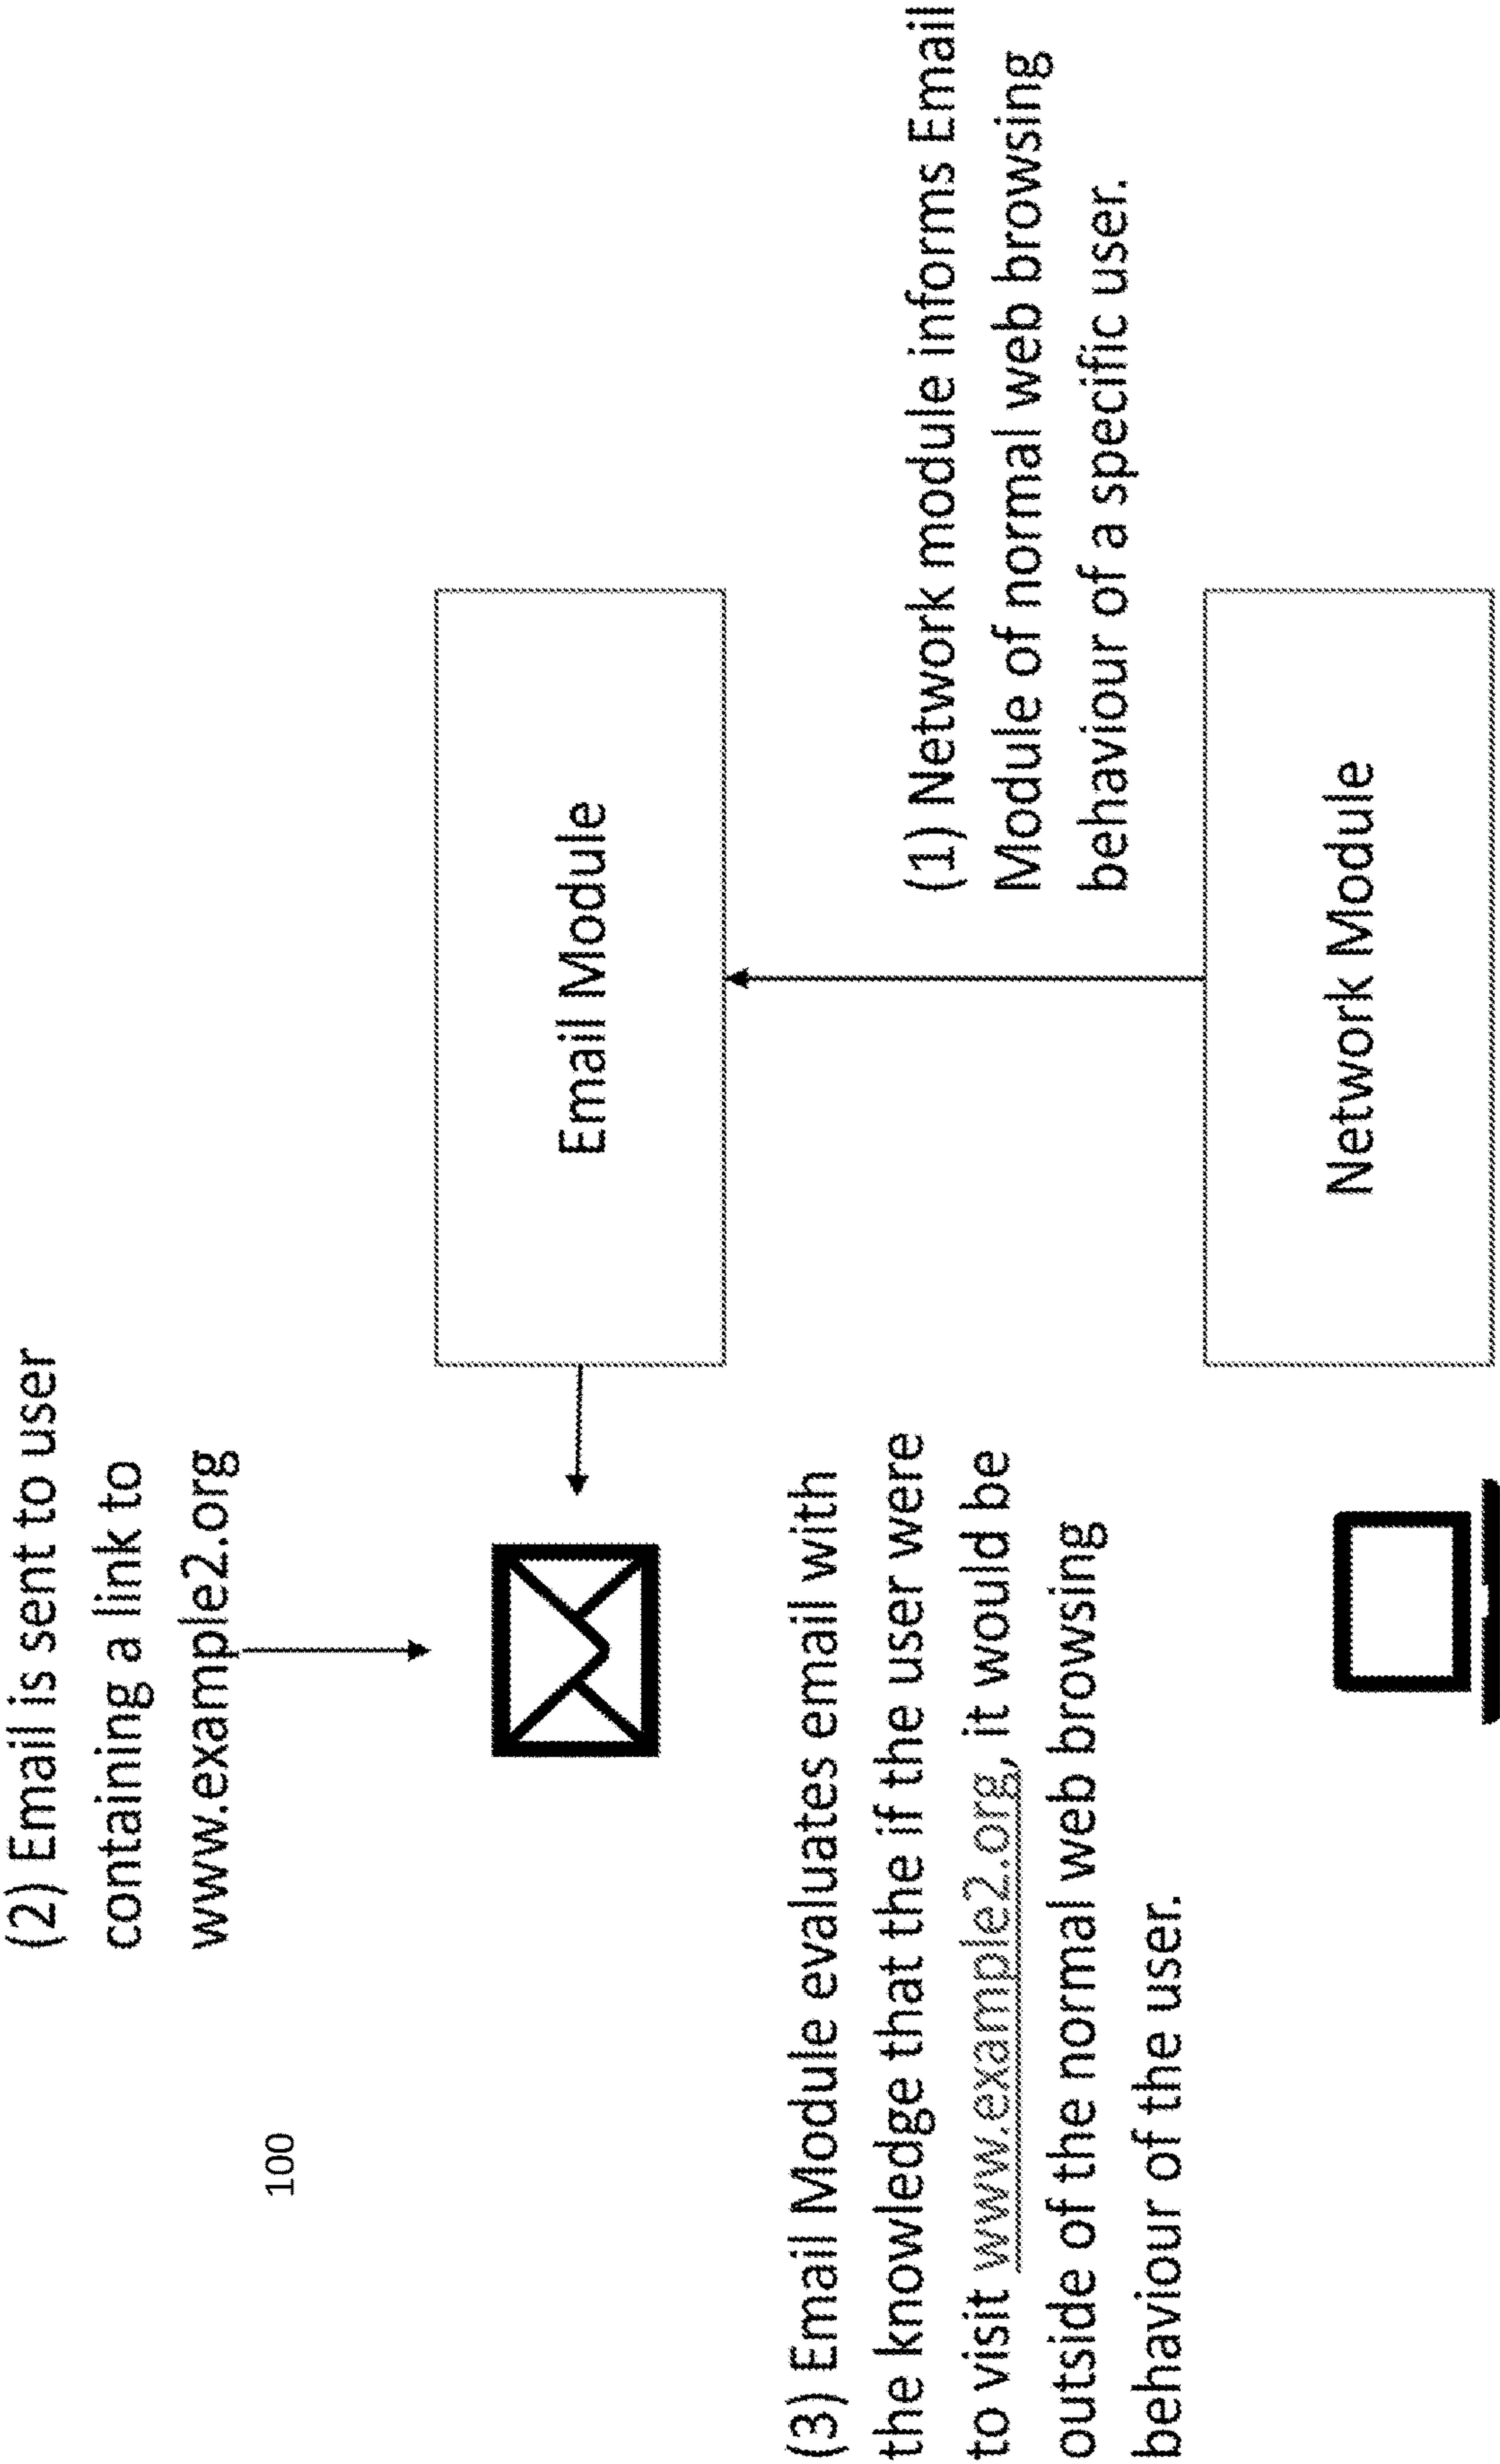 (2) Email is sent to user
containing a link to
www.example2.org
100
Email Module
(3) Email Module evaluates email with
the knowledge that the if the user were
to visit www.example2.org, it would be
outside of the normal web browsing
behaviour of the user.
(1) Network module informs Email
Module of normal web browsing
behaviour of a specific user.
Network Module